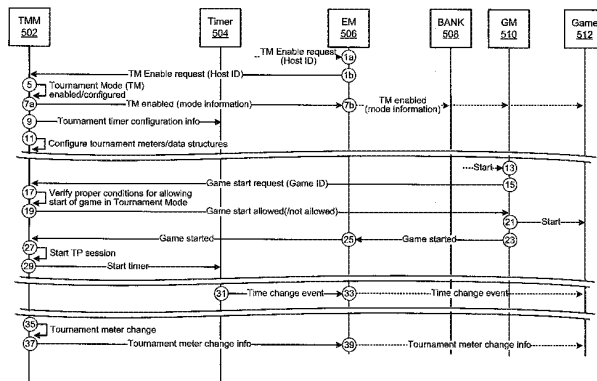 TMM 502
Timer 504
EM 506
BANK 508
GM 510
Game 512
TM Enable request (Host ID)
1a
TM Enable request (Host ID)
1b
5
Tournament Mode (TM) enabled/configured
7a
TM enabled (mode information)
7b
TM enabled (mode information)
9
Tournament timer configuration info
11
Configure tournament meters/data structures
Start
13
Game start request (Game ID)
15
17
Verify proper conditions for allowing start of game in Tournament Mode
19
Game start allowed(/not allowed)
21
Start
Game started
25
Game started
23
27
Start TP session
29
Start timer
31
Time change event
33
Time change event
35
Tournament meter change
37
Tournament meter change info
39
Tournament meter change info